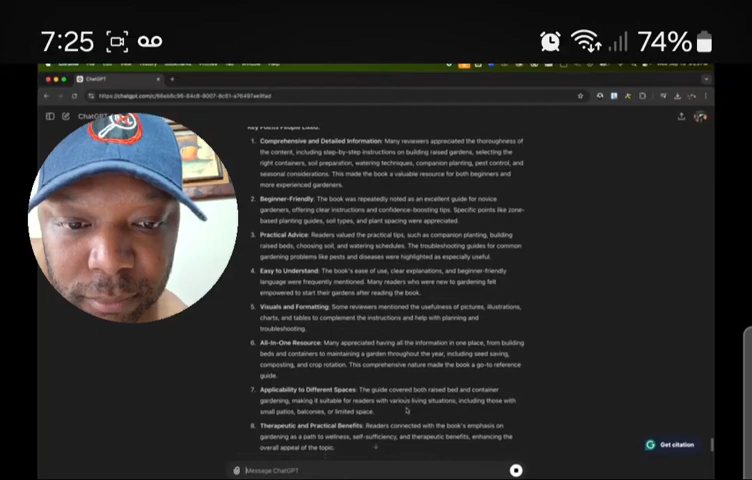 7:25
74%
ChatGPT
ChatGPT
Key Points People Liked:
1. Comprehensive and Detailed Information: Many reviewers appreciated the thoroughness of
the content, including step-by-step instructions on building raised gardens, selecting the
right containers, soil preparation, watering techniques, companion planting, pest control, and
seasonal considerations. This made the book a valuable resource for both beginners and
more experienced gardeners.
2. Beginner-Friendly: The book was repeatedly noted as an excellent guide for novice
gardeners, offering clear instructions and confidence-boosting tips. Specific points like zone-
based planting guides, soil types, and plant spacing were appreciated.
3. Practical Advice: Readers valued the practical tips, such as companion planting, building
raised beds, choosing soil, and watering schedules. The troubleshooting guides for common
gardening problems like pests and diseases were highlighted as especially useful.
4. Easy to Understand: The book's ease of use, clear explanations, and beginner-friendly
language were frequently mentioned. Many readers who were new to gardening felt
empowered to start their gardens after reading the book.
5. Visuals and Formatting: Some reviewers mentioned the usefulness of pictures, illustrations,
charts, and tables to complement the instructions and help with planning and
troubleshooting.
6. All-In-One Resource: Many appreciated having all the information in one place, from building
beds and containers to maintaining a garden throughout the year, including seed saving,
composting, and crop rotation. This comprehensive nature made the book a go-to reference
guide.
7. Applicability to Different Spaces: The guide covered both raised bed and container
gardening, making it suitable for readers with various living situations, including those with
small patios, balconies, or limited space.
8. Therapeutic and Practical Benefits: Readers connected with the book's emphasis on
gardening as a path to wellness, self-sufficiency, and therapeutic benefits, enhancing the
overall appeal of the topic.
Get citation
Message ChatGPT